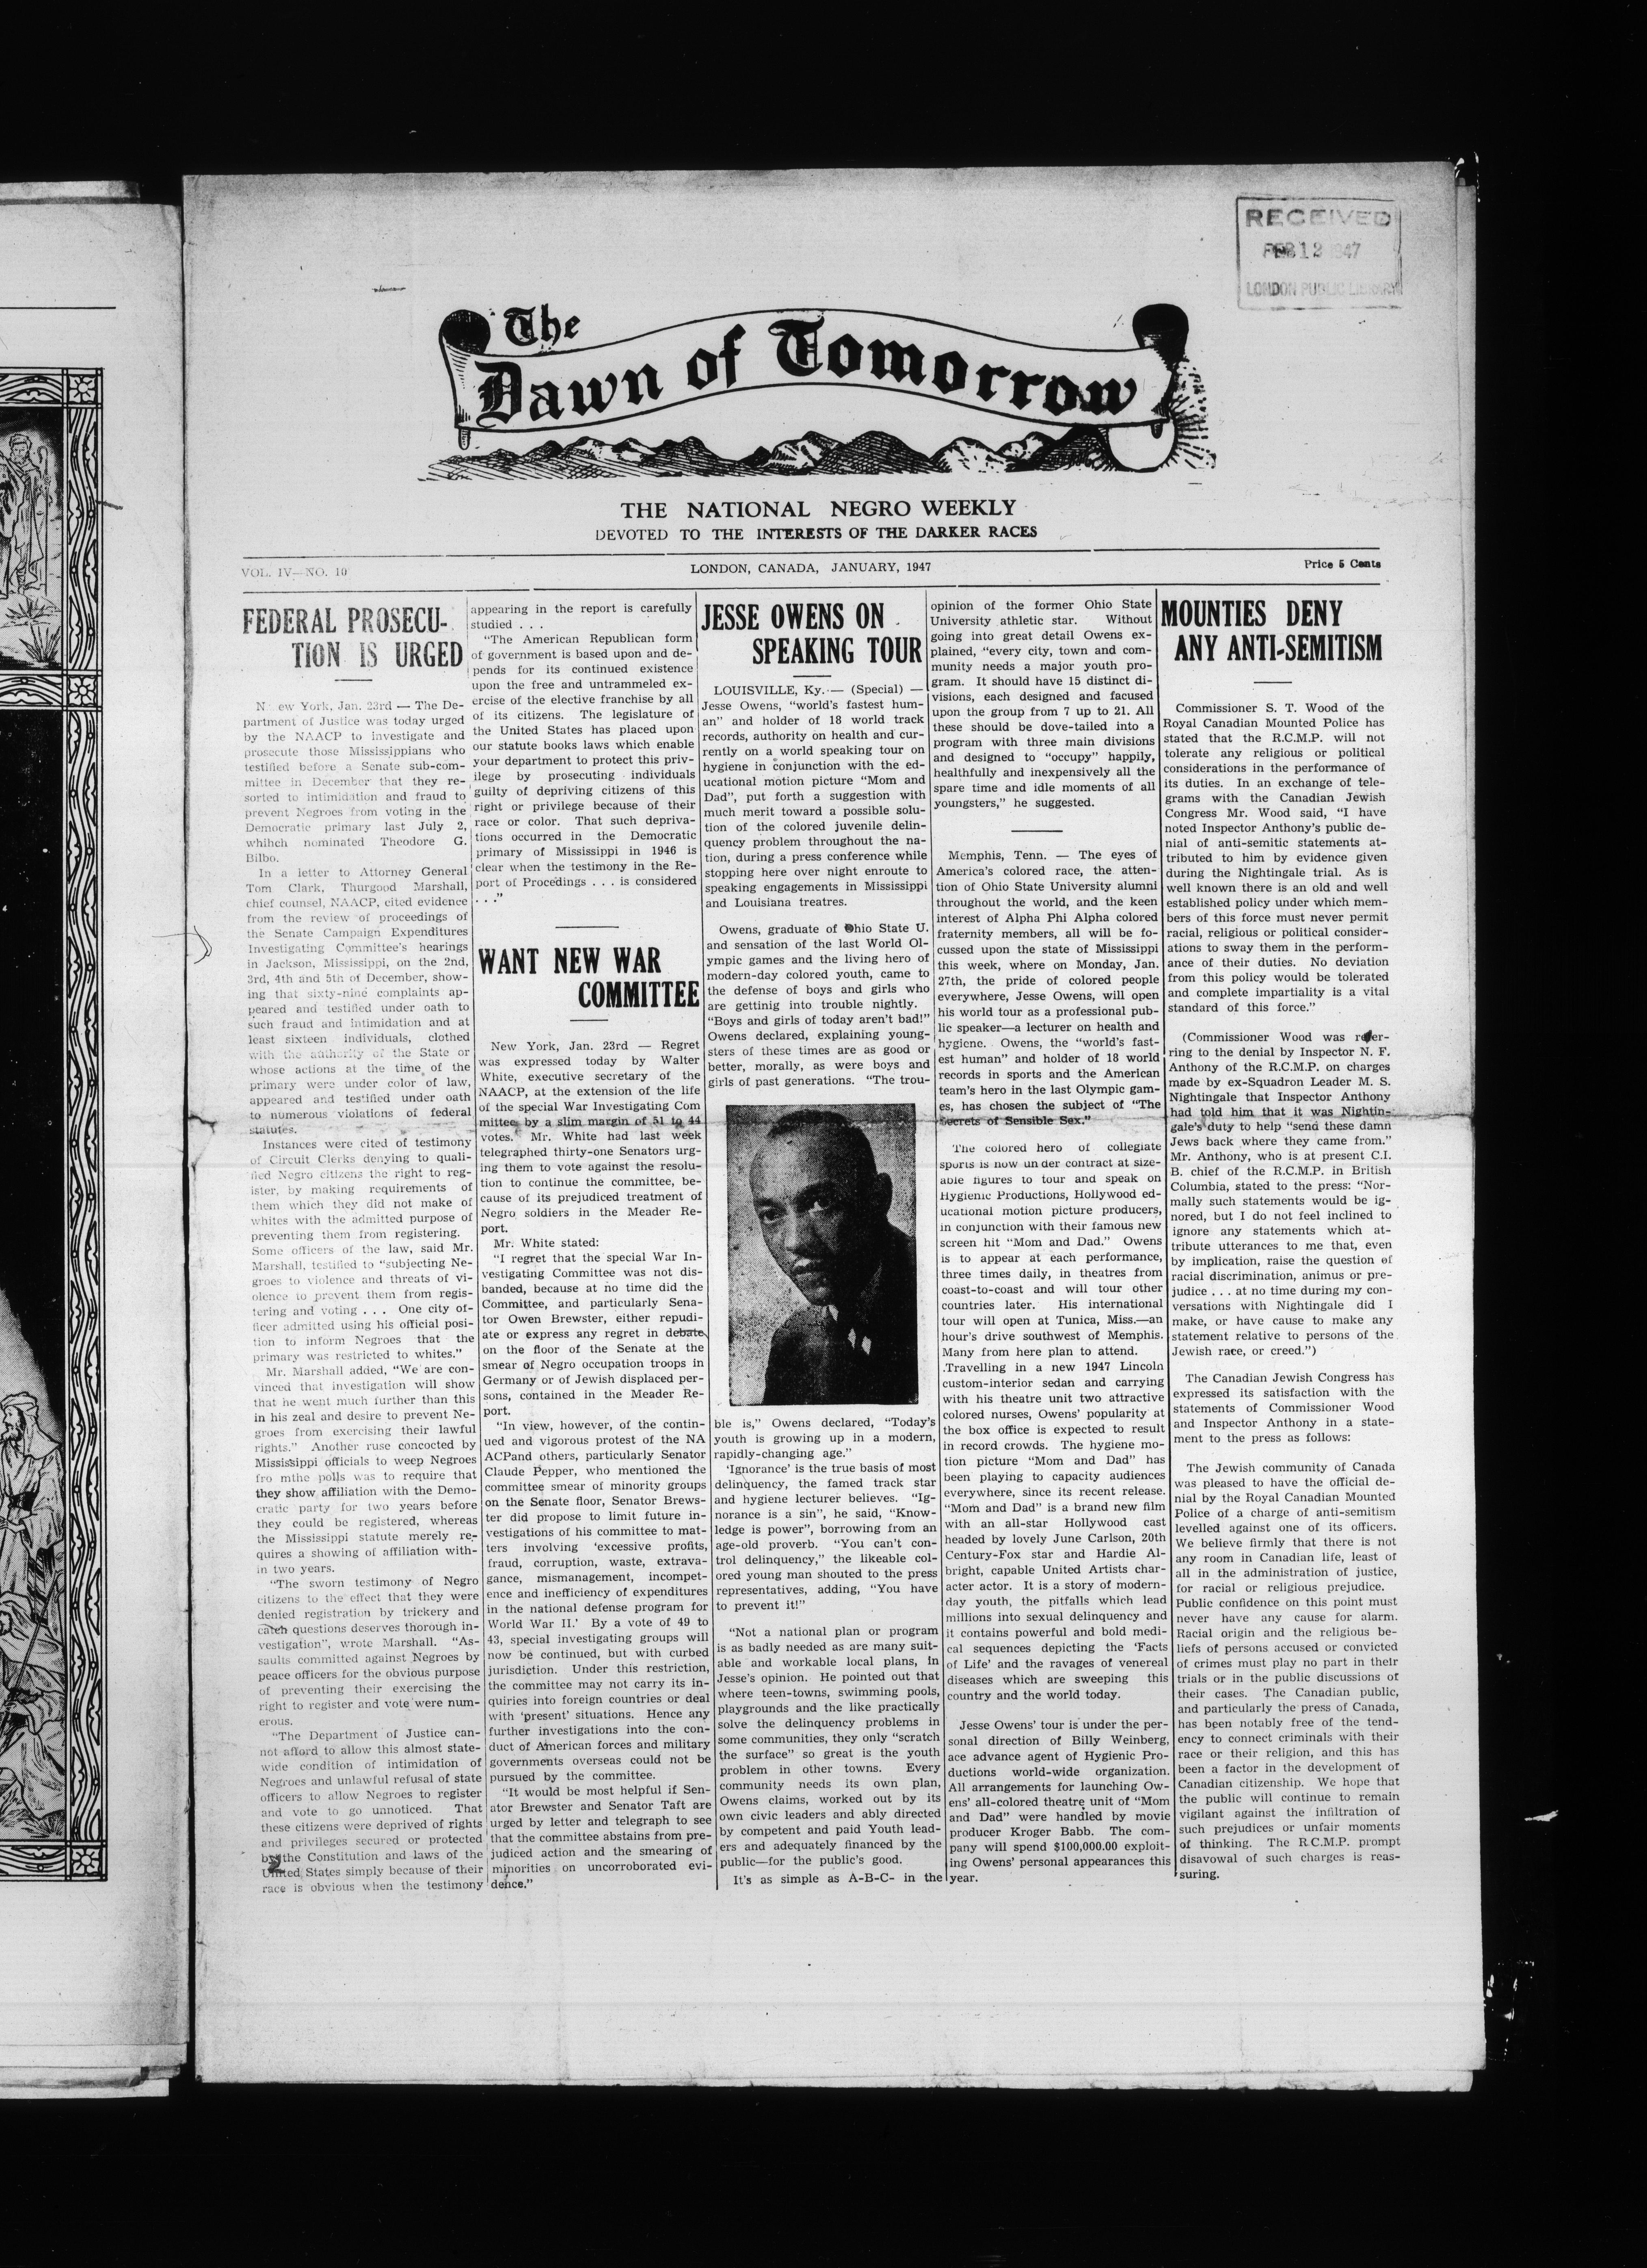 RECEIVED
FEB 12 1947
LONDON PUBLIC LIBRARY
The
Dawn of Tomorrow
THE NATIONAL NEGRO WEEKLY
DEVOTED TO THE INTERESTS OF THE DARKER RACES
VOL. IV—NO. 10
LONDON, CANADA, JANUARY, 1947
Price 5 Cents
FEDERAL PROSECU-
TION IS URGED
N ew York, Jan. 23rd — The De-
partment of Justice was today urged
by the NAACP to investigate and
prosecute those Mississippians who
testified before a Senate sub-com-
mittee in December that they re-
sorted to intimidation and fraud to
prevent Negroes from voting in the
Democratic primary last July 2,
whihch nominated Theodore G.
Bilbo.
In a letter to Attorney General
Tom Clark, Thurgood Marshall,
chief counsel, NAACP, cited evidence
from the review of proceedings of
the Senate Campaign Expenditures
Investigating Committee's hearings
in Jackson, Mississippi, on the 2nd,
3rd, 4th and 5th of December, show-
ing that sixty-nine complaints ap-
peared and testified under oath to
such fraud and intimidation and at
least sixteen individuals, clothed
with the authority of the State or
whose actions at the time of the
primary were under color of law,
appeared and testified under oath
to numerous violations of federal
statutes.
Instances were cited of testimony
of Circuit Clerks denying to quali-
fied Negro citizens the right to reg-
ister, by making requirements of
them which they did not make of
whites with the admitted purpose of
preventing them from registering.
Some officers of the law, said Mr.
Marshall, testified to "subjecting Ne-
groes to violence and threats of vi-
olence to prevent them from regis-
tering and voting . . . One city of-
ficer admitted using his official posi-
tion to inform Negroes that the
primary was restricted to whites."
Mr. Marshall added, "We are con-
vinced that investigation will show
that he went much further than this
in his zeal and desire to prevent Ne-
groes from exercising their lawful
rights." Another ruse concocted by
Mississippi officials to weep Negroes
fro mthe polls was to require that
they show affiliation with the Demo-
cratic party for two years before
they could be registered, whereas
the Mississippi statute merely re-
quires a showing of affiliation with-
in two years.
"The sworn testimony of Negro
citizens to the effect that they were
denied registration by trickery and
catch questions deserves thorough in-
vestigation", wrote Marshall. "As-
saults committed against Negroes by
peace officers for the obvious purpose
of preventing their exercising the
right to register and vote were num-
erous.
"The Department of Justice can-
not afford to allow this almost state-
wide condition of intimidation of
Negroes and unlawful refusal of state
officers to allow Negroes to register
and vote to go unnoticed. That
these citizens were deprived of rights
and privileges secured or protected
by the Constitution and laws of the
United States simply because of their
race is obvious when the testimony
appearing in the report is carefully
studied . . .
"The American Republican form
of government is based upon and de-
pends for its continued existence
upon the free and untrammeled ex-
ercise of the elective franchise by all
of its citizens. The legislature of
the United States has placed upon
our statute books laws which enable
your department to protect this priv-
ilege by prosecuting individuals
guilty of depriving citizens of this
right or privilege because of their
race or color. That such depriva-
tions occurred in the Democratic
primary of Mississippi in 1946 is
clear when the testimony in the Re-
port of Procedings . . . is considered
. . ."
WANT NEW WAR
COMMITTEE
New York, Jan. 23rd — Regret
was expressed today by Walter
White, executive secretary of the
NAACP, at the extension of the life
of the special War Investigating Com
mittee by a slim margin of 51 to 44
votes. Mr. White had last week
telegraphed thirty-one Senators urg-
ing them to vote against the resolu-
tion to continue the committee, be-
cause of its prejudiced treatment of
Negro soldiers in the Meader Re-
port.
Mr. White stated:
"I regret that the special War In-
vestigating Committee was not dis-
banded, because at no time did the
Committee, and particularly Sena-
tor Owen Brewster, either repudi-
ate or express any regret in debate
on the floor of the Senate at the
smear of Negro occupation troops in
Germany or of Jewish displaced per-
sons, contained in the Meader Re-
port.
"In view, however, of the contin-
ued and vigorous protest of the NA
ACPand others, particularly Senator
Claude Pepper, who mentioned the
committee smear of minority groups
on the Senate floor, Senator Brews-
ter did propose to limit future in-
vestigations of his committee to mat-
ters involving 'excessive profits,
fraud, corruption, waste, extrava-
gance, mismanagement, incompet-
ence and inefficiency of expenditures
in the national defense program for
World War II.' By a vote of 49 to
43, special investigating groups will
now be continued, but with curbed
jurisdiction. Under this restriction,
the committee may not carry its in-
quiries into foreign countries or deal
with 'present' situations. Hence any
further investigations into the con-
duct of American forces and military
governments overseas could not be
pursued by the committee.
"It would be most helpful if Sen-
ator Brewster and Senator Taft are
urged by letter and telegraph to see
that the committee abstains from pre-
judiced action and the smearing of
minorities on uncorroborated evi-
dence."
JESSE OWENS ON
SPEAKING TOUR
LOUISVILLE, Ky. — (Special) —
Jesse Owens, "world's fastest hum-
an" and holder of 18 world track
records, authority on health and cur-
rently on a world speaking tour on
hygiene in conjunction with the ed-
ucational motion picture "Mom and
Dad", put forth a suggestion with
much merit toward a possible solu-
tion of the colored juvenile delin-
quency problem throughout the na-
tion, during a press conference while
stopping here over night enroute to
speaking engagements in Mississippi
and Louisiana treatres.
Owens, graduate of Ohio State U.
and sensation of the last World Ol-
ympic games and the living hero of
modern-day colored youth, came to
the defense of boys and girls who
are gettinig into trouble nightly.
"Boys and girls of today aren't bad!"
Owens declared, explaining young-
sters of these times are as good or
better, morally, as were boys and
girls of past generations. "The trou-
ble is," Owens declared, "Today's
youth is growing up in a modern,
rapidly-changing age."
'Ignorance' is the true basis of most
delinquency, the famed track star
and hygiene lecturer believes. "Ig-
norance is a sin", he said, "Know-
ledge is power", borrowing from an
age-old proverb. "You can't con-
trol delinquency," the likeable col-
ored young man shouted to the press
representatives, adding, "You have
to prevent it!"
"Not a national plan or program
is as badly needed as are many suit-
able and workable local plans, in
Jesse's opinion. He pointed out that
where teen-towns, swimming pools,
playgrounds and the like practically
solve the delinquency problems in
some communities, they only "scratch
the surface" so great is the youth
problem in other towns. Every
community needs its own plan,
Owens claims, worked out by its
own civic leaders and ably directed
by competent and paid Youth lead-
ers and adequately financed by the
public—for the public's good.
It's as simple as A-B-C- in the
opinion of the former Ohio State
University athletic star. Without
going into great detail Owens ex-
plained, "every city, town and com-
munity needs a major youth pro-
gram. It should have 15 distinct di-
visions, each designed and facused
upon the group from 7 up to 21. All
these should be dove-tailed into a
program with three main divisions
and designed to "occupy" happily,
healthfully and inexpensively all the
spare time and idle moments of all
youngsters," he suggested.
Memphis, Tenn. — The eyes of
America's colored race, the atten-
tion of Ohio State University alumni
throughout the world, and the keen
interest of Alpha Phi Alpha colored
fraternity members, all will be fo-
cussed upon the state of Mississippi
this week, where on Monday, Jan.
27th, the pride of colored people
everywhere, Jesse Owens, will open
his world tour as a professional pub-
lic speaker—a lecturer on health and
hygiene. Owens, the "world's fast-
est human" and holder of 18 world
records in sports and the American
team's hero in the last Olympic gam-
es, has chosen the subject of "The
Secrets of Sensible Sex."
The colored hero of collegiate
sports is now under contract at size-
able figures to tour and speak on
Hygienic Productions, Hollywood ed-
ucational motion picture producers,
in conjunction with their famous new
screen hit "Mom and Dad." Owens
is to appear at each performance,
three times daily, in theatres from
coast-to-coast and will tour other
countries later. His international
tour will open at Tunica, Miss.—an
hour's drive southwest of Memphis.
Many from here plan to attend.
Travelling in a new 1947 Lincoln
custom-interior sedan and carrying
with his theatre unit two attractive
colored nurses, Owens' popularity at
the box office is expected to result
in record crowds. The hygiene mo-
tion picture "Mom and Dad" has
been playing to capacity audiences
everywhere, since its recent release.
"Mom and Dad" is a brand new film
with an all-star Hollywood cast
headed by lovely June Carlson, 20th
Century-Fox star and Hardie Al-
bright, capable United Artists char-
acter actor. It is a story of modern-
day youth, the pitfalls which lead
millions into sexual delinquency and
it contains powerful and bold medi-
cal sequences depicting the 'Facts
of Life' and the ravages of venereal
diseases which are sweeping this
country and the world today.
Jesse Owens' tour is under the per-
sonal direction of Billy Weinberg,
ace advance agent of Hygienic Pro-
ductions world-wide organization.
All arrangements for launching Ow-
ens' all-colored theatre unit of "Mom
and Dad" were handled by movie
producer Kroger Babb. The com-
pany will spend $100,000.00 exploit-
ing Owens' personal appearances this
year.
MOUNTIES DENY
ANY ANTI-SEMITISM
Commissioner S. T. Wood of the
Royal Canadian Mounted Police has
stated that the R.C.M.P. will not
tolerate any religious or political
considerations in the performance of
its duties. In an exchange of tele-
grams with the Canadian Jewish
Congress Mr. Wood said, "I have
noted Inspector Anthony's public de-
nial of anti-semitic statements at-
tributed to him by evidence given
during the Nightingale trial. As is
well known there is an old and well
established policy under which mem-
bers of this force must never permit
racial, religious or political consider-
ations to sway them in the perform-
ance of their duties. No deviation
from this policy would be tolerated
and complete impartiality is a vital
standard of this force."
(Commissioner Wood was refer-
ring to the denial by Inspector N. F.
Anthony of the R.C.M.P. on charges
made by ex-Squadron Leader M. S.
Nightingale that Inspector Anthony
had told him that it was Nightin-
gale's duty to help "send these damn
Jews back where they came from."
Mr. Anthony, who is at present C.I.
B. chief of the R.C.M.P. in British
Columbia, stated to the press: "Nor-
mally such statements would be ig-
nored, but I do not feel inclined to
ignore any statements which at-
tribute utterances to me that, even
by implication, raise the question of
racial discrimination, animus or pre-
judice . . . at no time during my con-
versations with Nightingale did I
make, or have cause to make any
statement relative to persons of the
Jewish race, or creed.")
The Canadian Jewish Congress has
expressed its satisfaction with the
statements of Commissioner Wood
and Inspector Anthony in a state-
ment to the press as follows:
The Jewish community of Canada
was pleased to have the official de-
nial by the Royal Canadian Mounted
Police of a charge of anti-semitism
levelled against one of its officers.
We believe firmly that there is not
any room in Canadian life, least of
all in the administration of justice,
for racial or religious prejudice.
Public confidence on this point must
never have any cause for alarm.
Racial origin and the religious be-
liefs of persons accused or convicted
of crimes must play no part in their
trials or in the public discussions of
their cases. The Canadian public,
and particularly the press of Canada,
has been notably free of the tend-
ency to connect criminals with their
race or their religion, and this has
been a factor in the development of
Canadian citizenship. We hope that
the public will continue to remain
vigilant against the infiltration of
such prejudices or unfair moments
of thinking. The R.C.M.P. prompt
disavowal of such charges is reas-
suring.